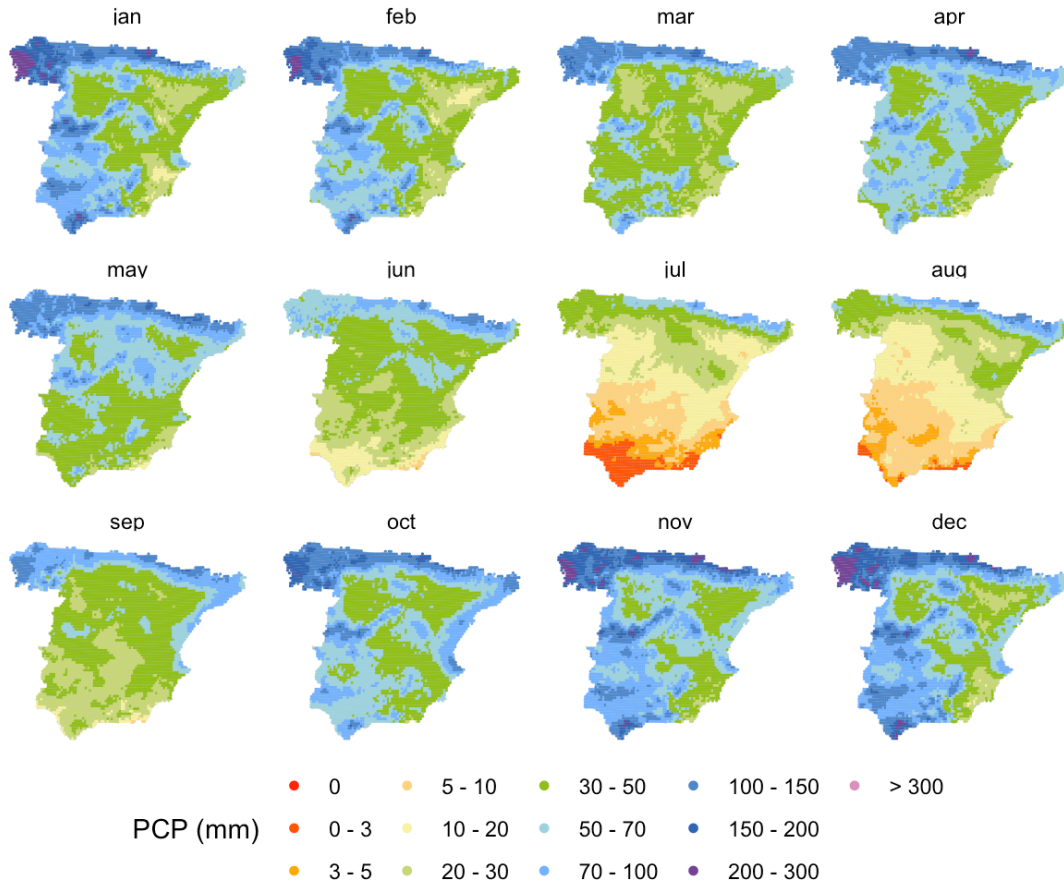 jan feb mar apr
may jun jul aug
sep oct nov dec
0 5 - 10 30 - 50 100 - 150 > 300
PCP (mm) 0 - 3 10 - 20 50 - 70 150 - 200
3 - 5 20 - 30 70 - 100 200 - 300